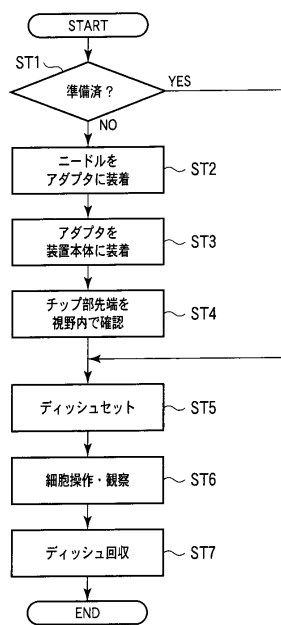 START
ST1
準備済?
YES
NO
ニードルを
アダプタに装着
ST2
アダプタを
装置本体に装着
ST3
チップ部先端を
視野内で確認
ST4
ディッシュセット
ST5
細胞操作・観察
ST6
ディッシュ回収
ST7
END